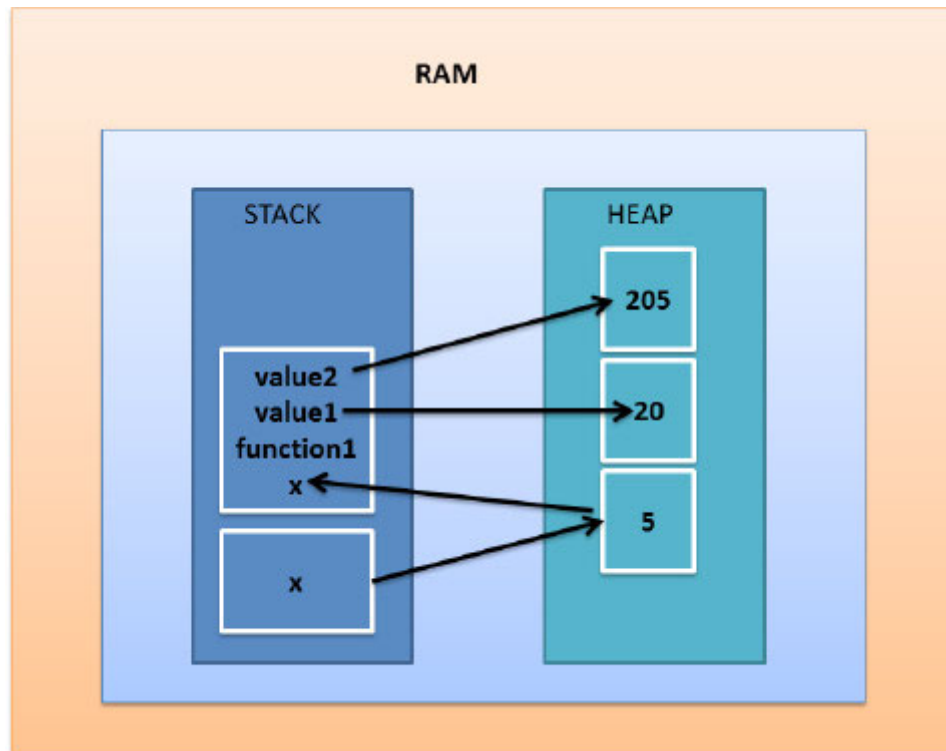 RAM
STACK
value2
value1
function1
x
x
HEAP
205
20
5